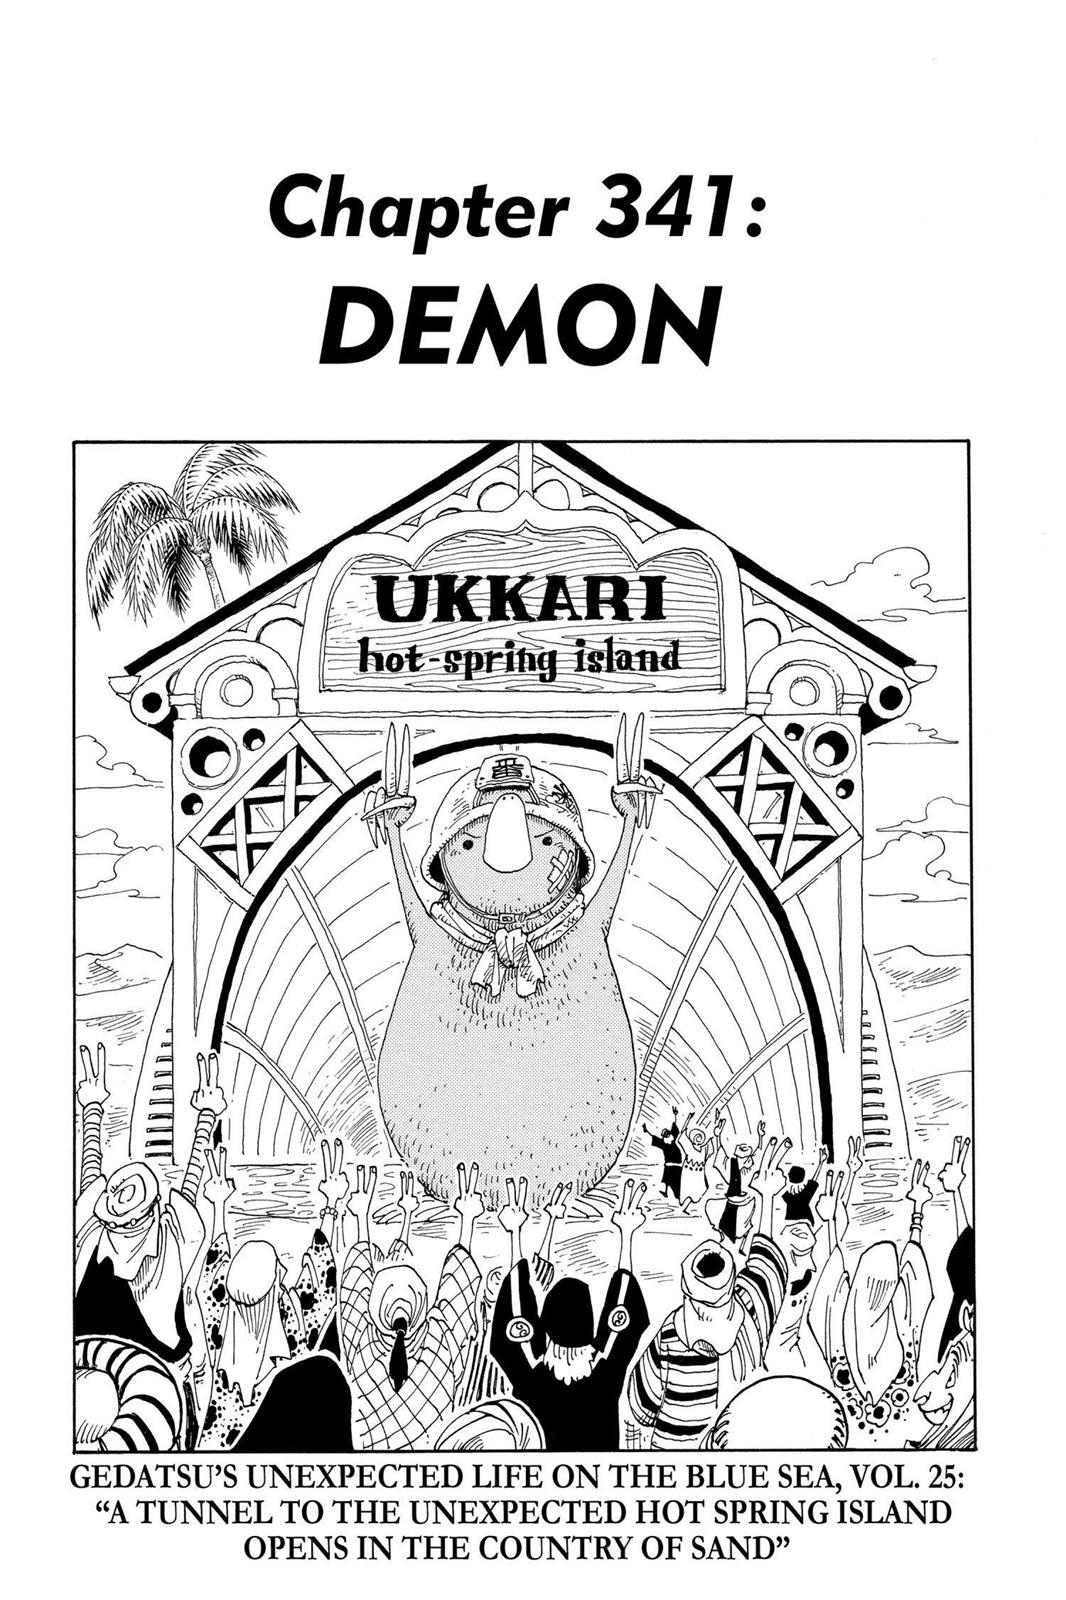 Chapter 341:
DEMON
UKKARI
hot-spring island
番
GEDATSU'S UNEXPECTED LIFE ON THE BLUE SEA, VOL. 25:
"A TUNNEL TO THE UNEXPECTED HOT SPRING ISLAND
OPENS IN THE COUNTRY OF SAND"